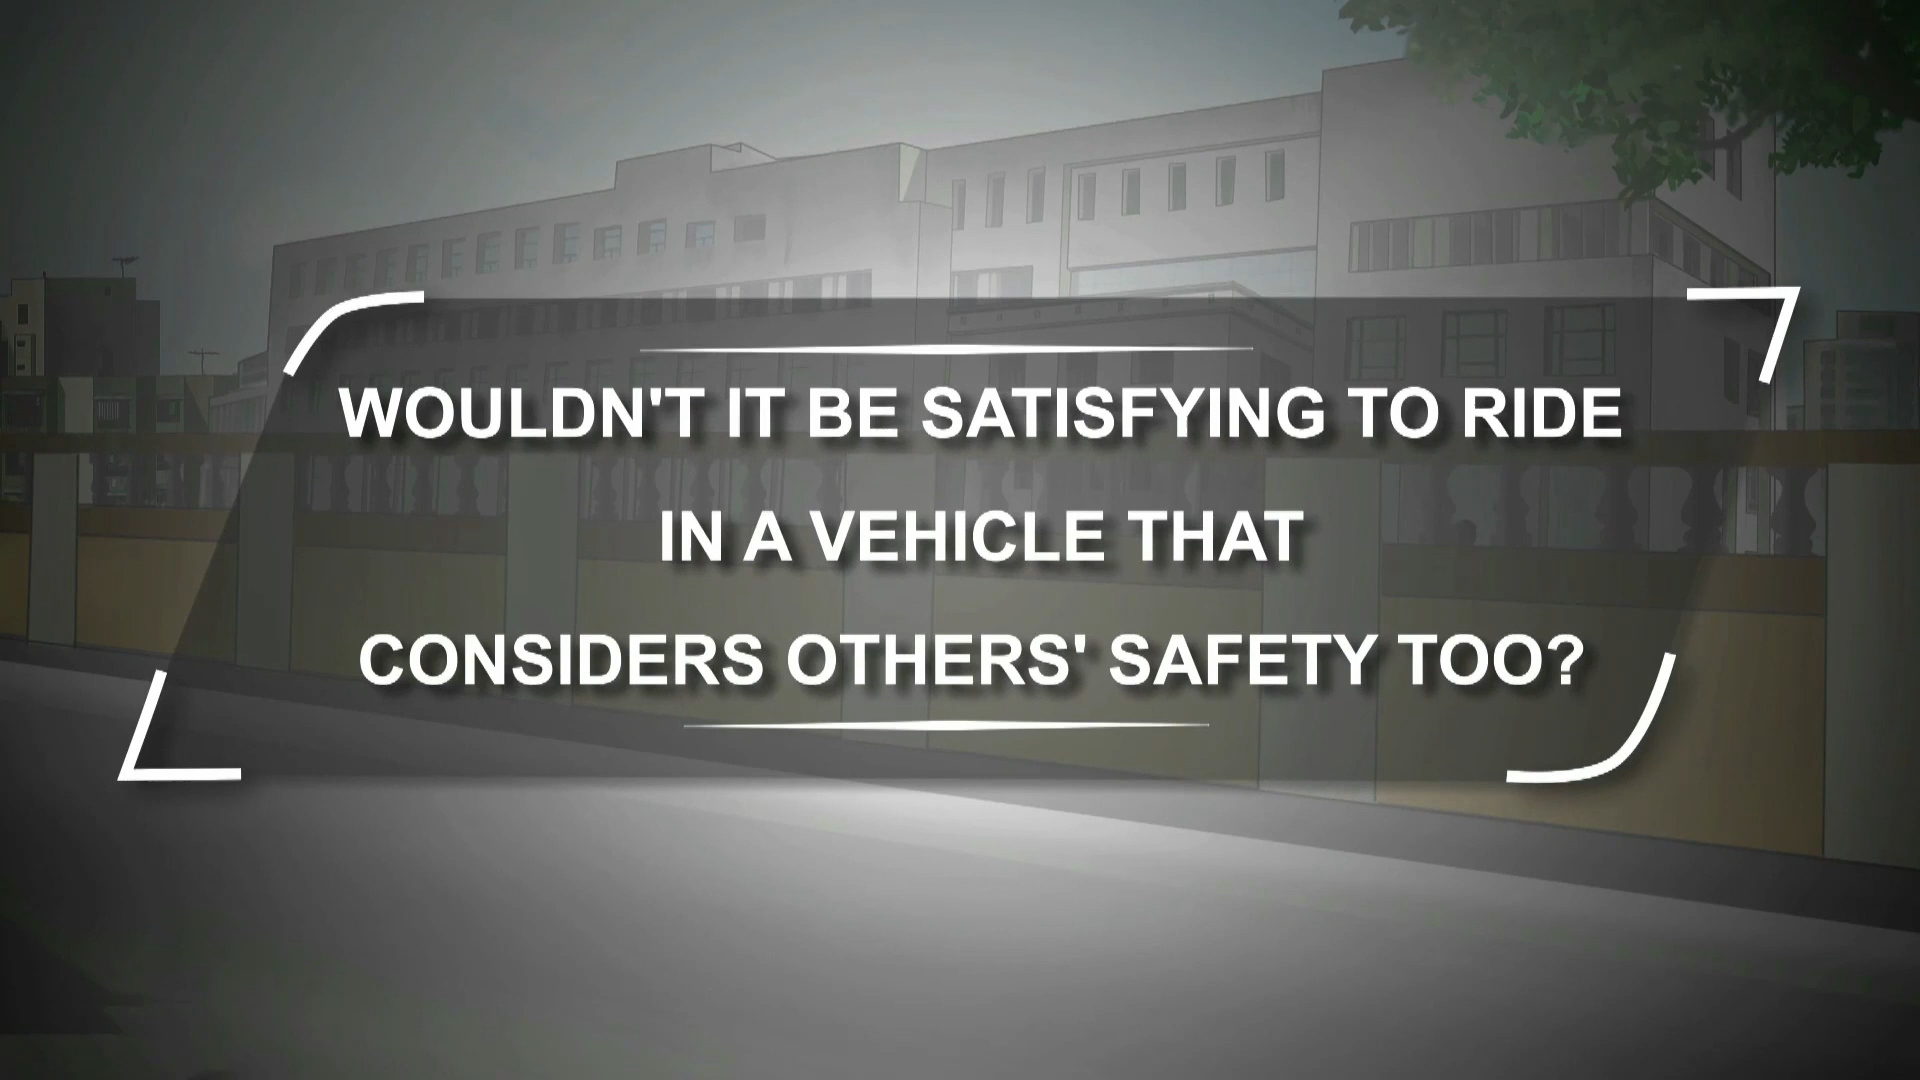 WOULDN'T IT BE SATISFYING TO RIDE
IN A VEHICLE THAT
CONSIDERS OTHERS' SAFETY TOO?